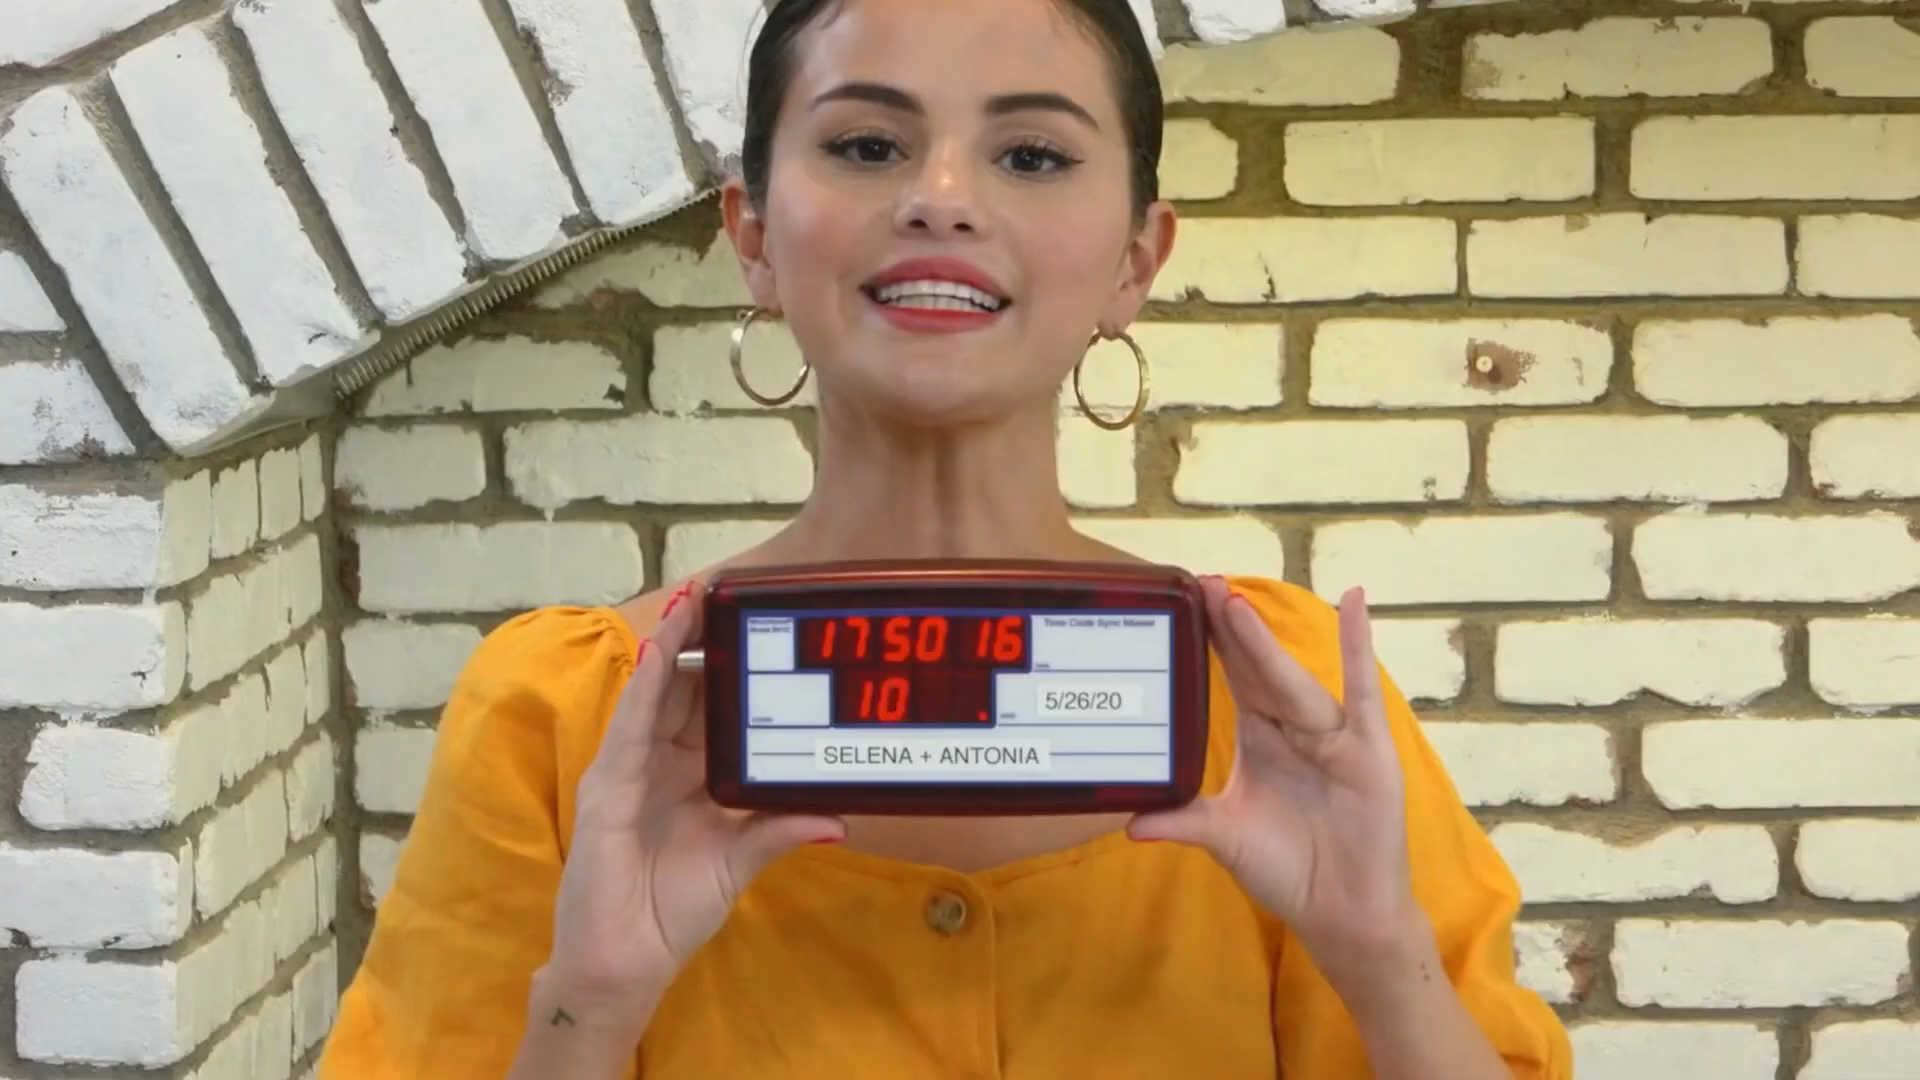 17 50 16
Time Code Sync Master
10 .
5/26/20
SELENA + ANTONIA